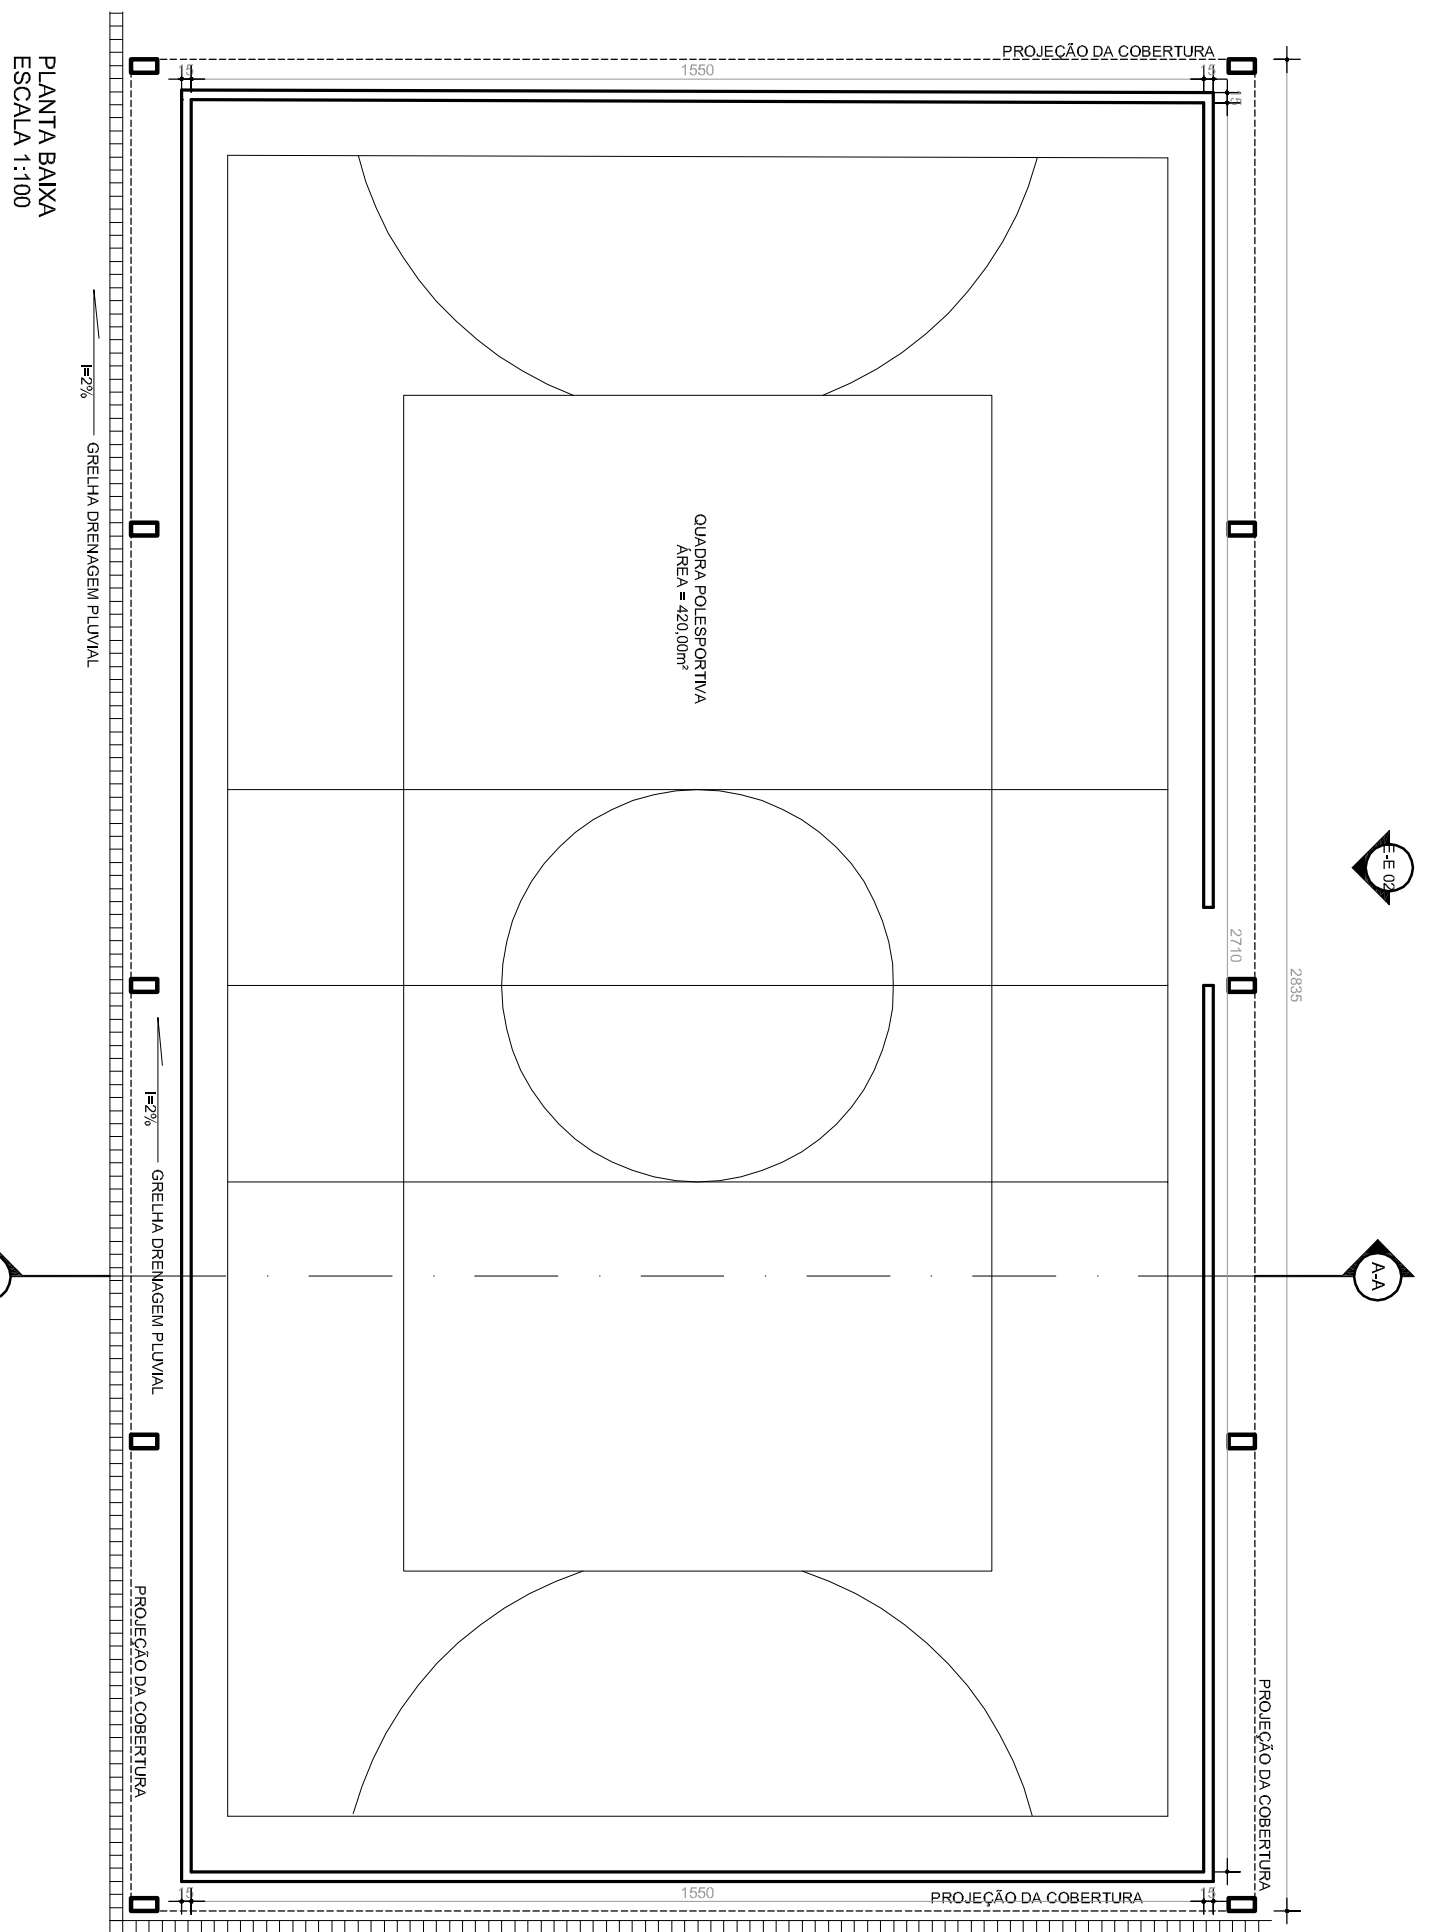 PLANTA BAIXA
ESCALA 1:100
PROJEÇÃO DA COBERTURA
15
1550
15
15
I=2%
GRELHA DRENAGEM PLUVIAL
QUADRA POLESPORTIVA
ÁREA = 420,00m²
E-E 02
2710
2835
I=2%
GRELHA DRENAGEM PLUVIAL
A-A
PROJEÇÃO DA COBERTURA
PROJEÇÃO DA COBERTURA
15
1550
PROJEÇÃO DA COBERTURA
15